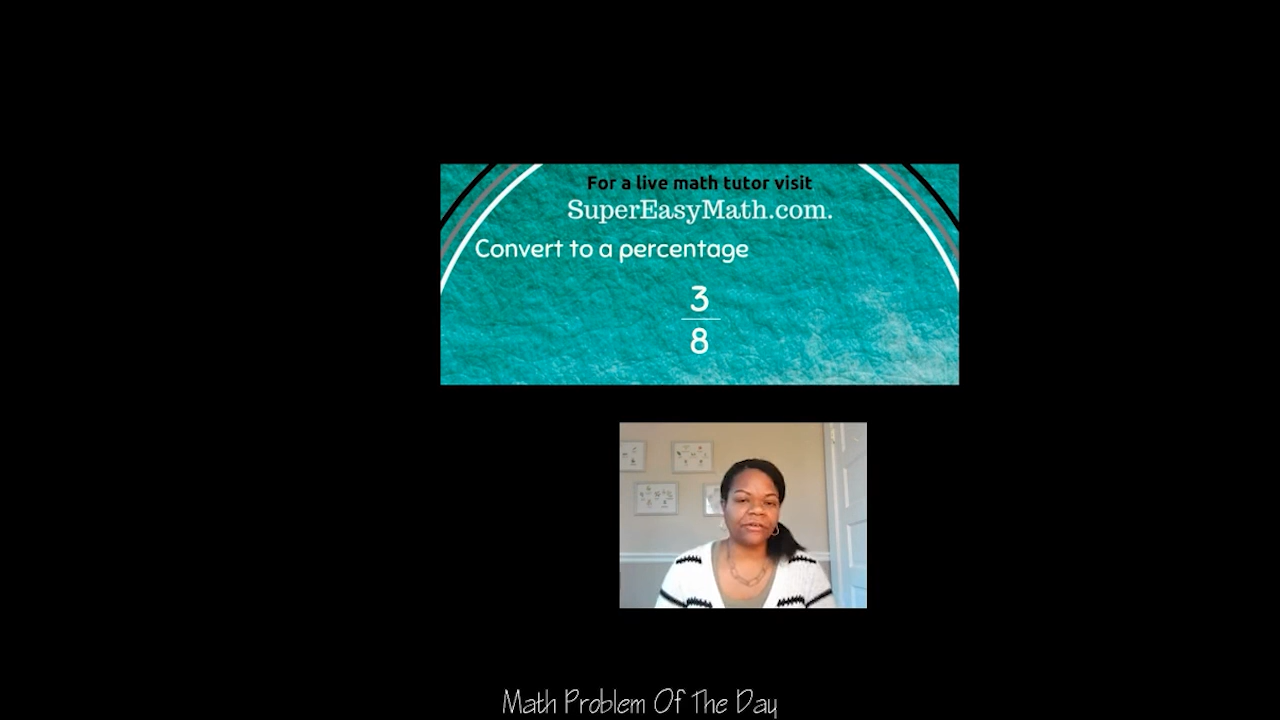 For a live math tutor visit
SuperEasyMath.com.
Convert to a percentage
3
8
Math Problem Of The Day